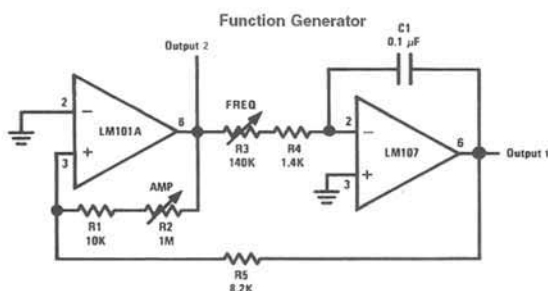 Function Generator
C1
0.1 μF
Output 2
FREQ
2
−
LM101A
6
3
+
R3
140K
R4
1.4K
2
−
LM107
6
3
+
Output 1
AMP
R1
10K
R2
1M
R5
8.2K